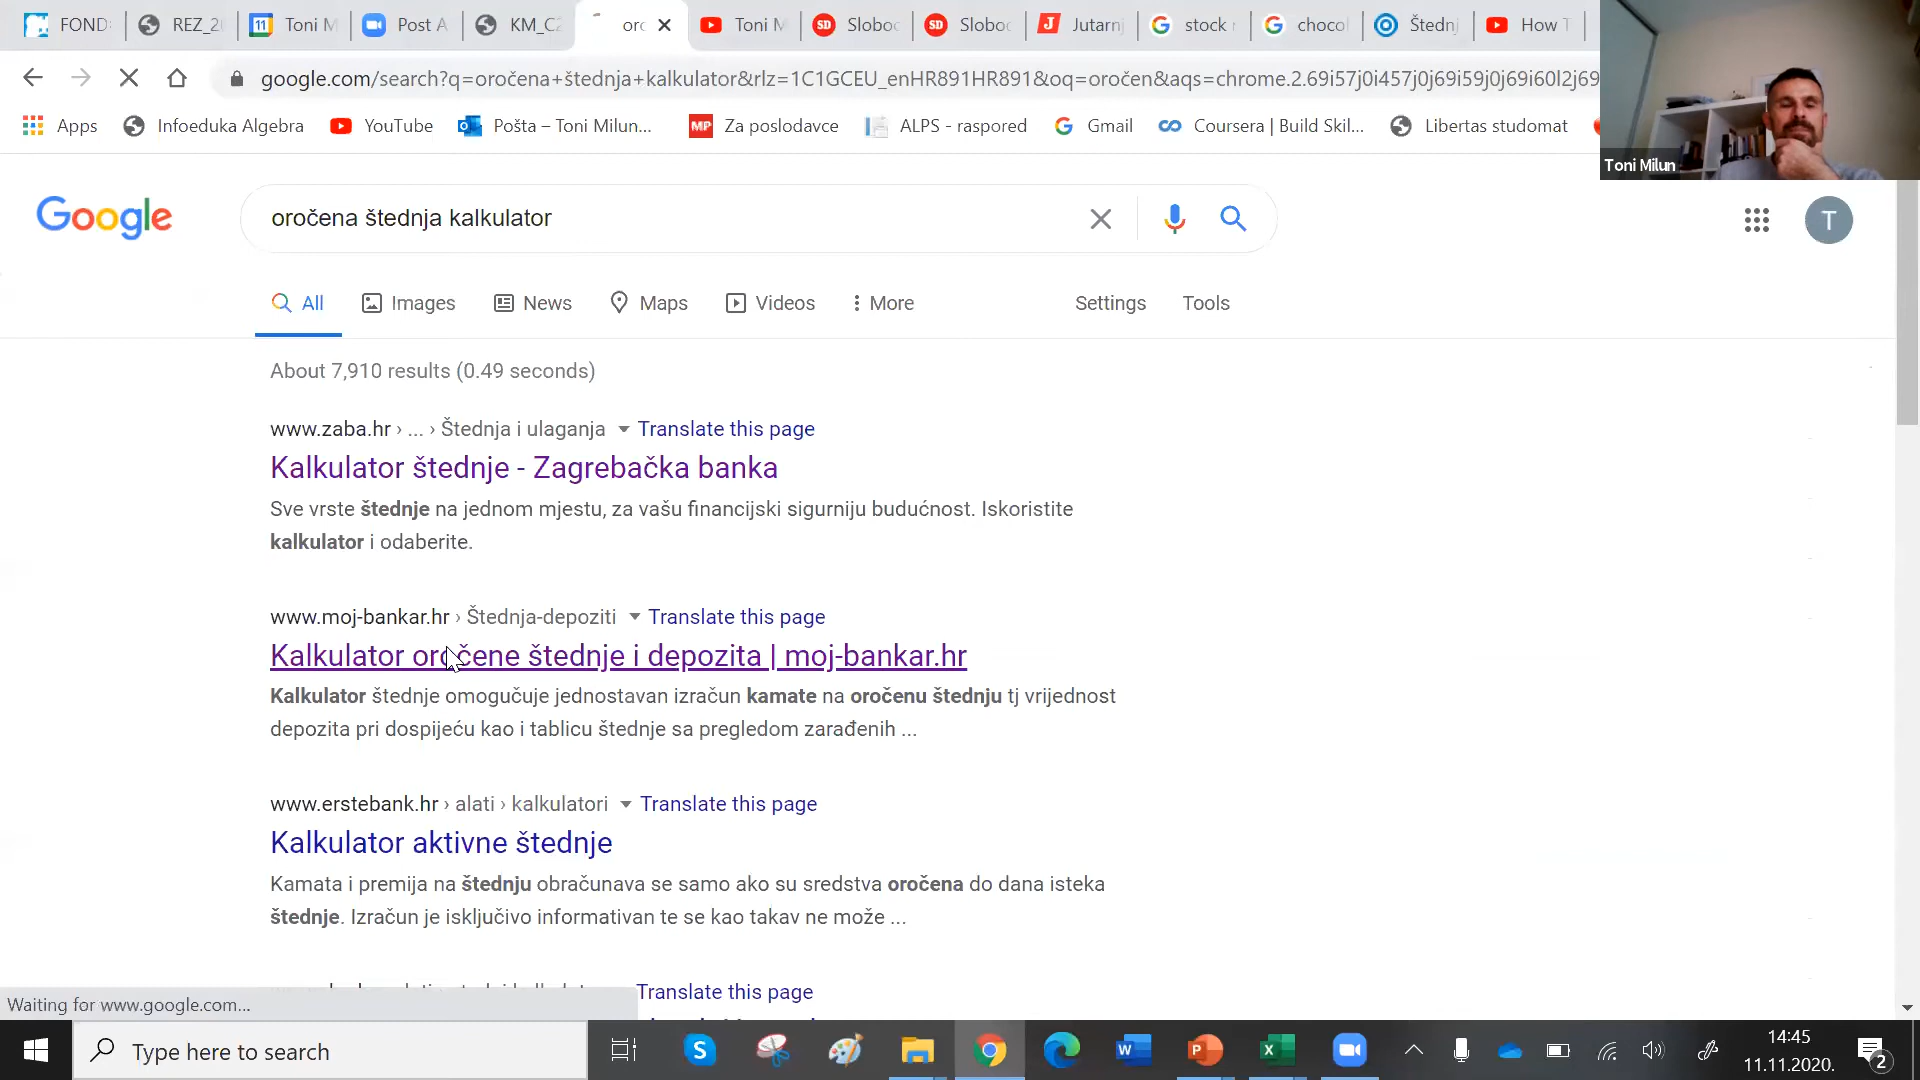 FOND
REZ_2
Toni M
Post A
KM_C
orc
Toni M
Sloboc
Sloboc
Jutarnj
stock
chocol
Štednj
How T
google.com/search?q=oročena+štednja+kalkulator&rlz=1C1GCEU_enHR891HR891&oq=oročen&aqs=chrome.2.69i57j0i457j0j69i59j0j69i60l2j69
Apps
Infoeduka Algebra
YouTube
Pošta – Toni Milun...
MP Za poslodavce
ALPS - raspored
Gmail
Coursera | Build Skil...
Libertas studomat
Toni Milun
Google
oročena štednja kalkulator
T
All
Images
News
Maps
Videos
More
Settings
Tools
About 7,910 results (0.49 seconds)
www.zaba.hr › ... › Štednja i ulaganja
Translate this page
Kalkulator štednje - Zagrebačka banka
Sve vrste štednje na jednom mjestu, za vašu financijski sigurniju budućnost. Iskoristite
kalkulator i odaberite.
www.moj-bankar.hr › Štednja-depoziti
Translate this page
Kalkulator oročene štednje i depozita | moj-bankar.hr
Kalkulator štednje omogućuje jednostavan izračun kamate na oročenu štednju tj vrijednost
depozita pri dospijeću kao i tablicu štednje sa pregledom zarađenih ...
www.erstebank.hr › alati › kalkulatori
Translate this page
Kalkulator aktivne štednje
Kamata i premija na štednju obračunava se samo ako su sredstva oročena do dana isteka
štednje. Izračun je isključivo informativan te se kao takav ne može ...
Translate this page
Waiting for www.google.com...
Type here to search
14:45
11.11.2020.
2